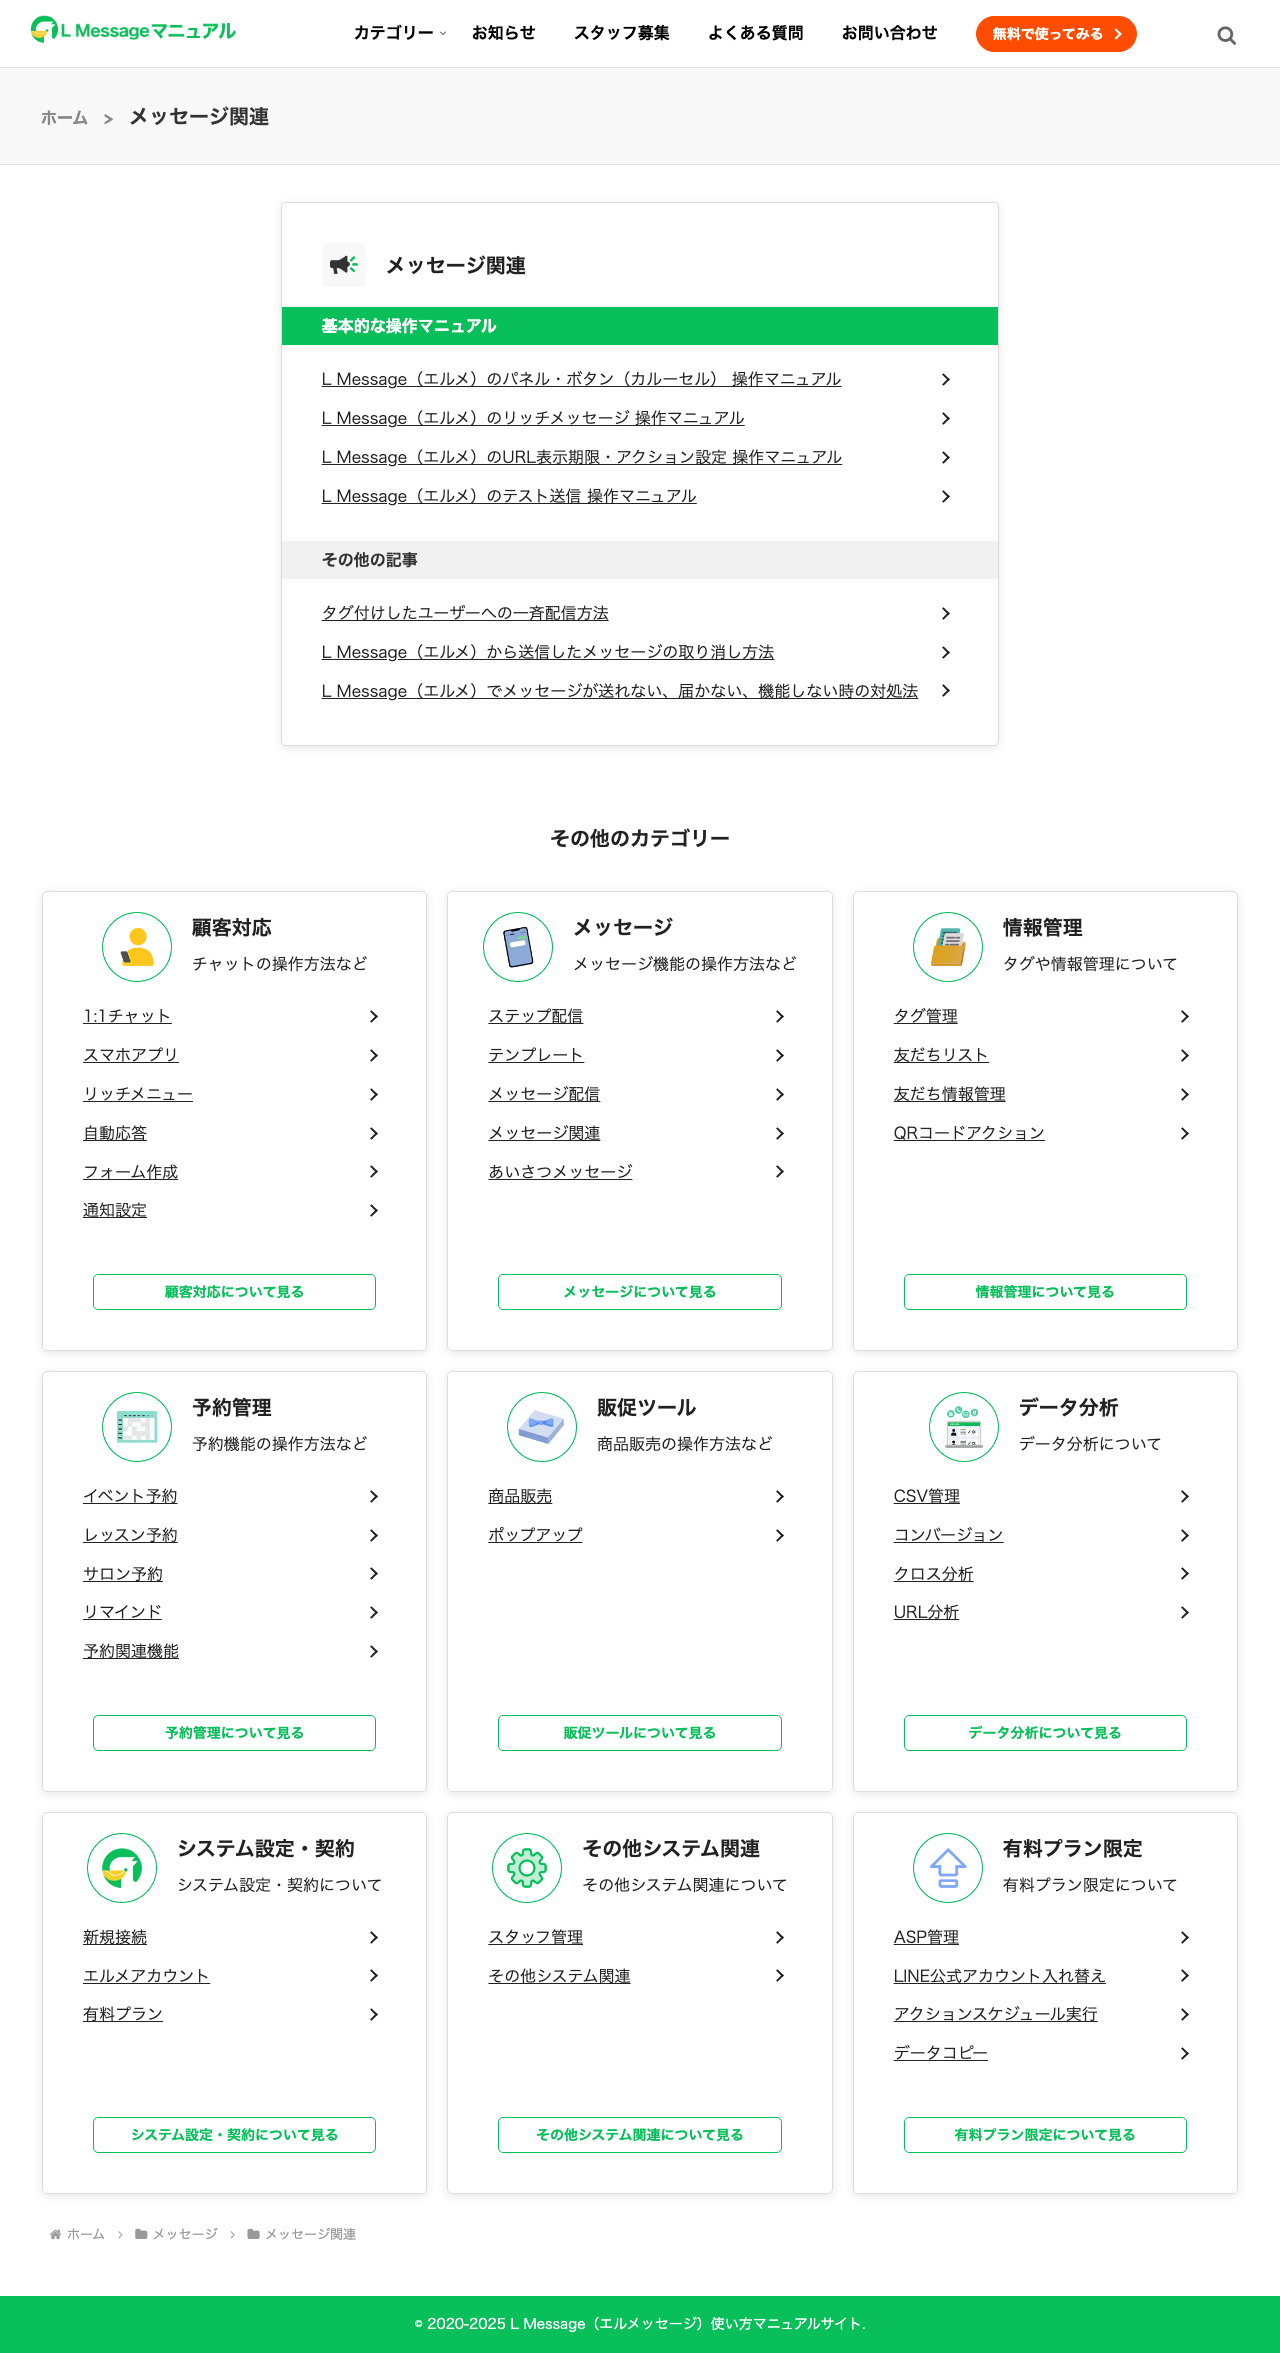 L Messageマニュアル
カテゴリー
お知らせ
スタッフ募集
よくある質問
お問い合わせ
無料で使ってみる
ホーム > メッセージ関連
メッセージ関連
基本的な操作マニュアル
L Message（エルメ）のパネル・ボタン（カルーセル） 操作マニュアル
L Message（エルメ）のリッチメッセージ 操作マニュアル
L Message（エルメ）のURL表示期限・アクション設定 操作マニュアル
L Message（エルメ）のテスト送信 操作マニュアル
その他の記事
タグ付けしたユーザーへの一斉配信方法
L Message（エルメ）から送信したメッセージの取り消し方法
L Message（エルメ）でメッセージが送れない、届かない、機能しない時の対処法
その他のカテゴリー
顧客対応
チャットの操作方法など
1:1チャット
スマホアプリ
リッチメニュー
自動応答
フォーム作成
通知設定
顧客対応について見る
メッセージ
メッセージ機能の操作方法など
ステップ配信
テンプレート
メッセージ配信
メッセージ関連
あいさつメッセージ
メッセージについて見る
情報管理
タグや情報管理について
タグ管理
友だちリスト
友だち情報管理
QRコードアクション
情報管理について見る
予約管理
予約機能の操作方法など
イベント予約
レッスン予約
サロン予約
リマインド
予約関連機能
予約管理について見る
販促ツール
商品販売の操作方法など
商品販売
ポップアップ
販促ツールについて見る
データ分析
データ分析について
CSV管理
コンバージョン
クロス分析
URL分析
データ分析について見る
システム設定・契約
システム設定・契約について
新規接続
エルメアカウント
有料プラン
システム設定・契約について見る
その他システム関連
その他システム関連について
スタッフ管理
その他システム関連
その他システム関連について見る
有料プラン限定
有料プラン限定について
ASP管理
LINE公式アカウント入れ替え
アクションスケジュール実行
データコピー
有料プラン限定について見る
ホーム > メッセージ > メッセージ関連
© 2020-2025 L Message（エルメッセージ）使い方マニュアルサイト.